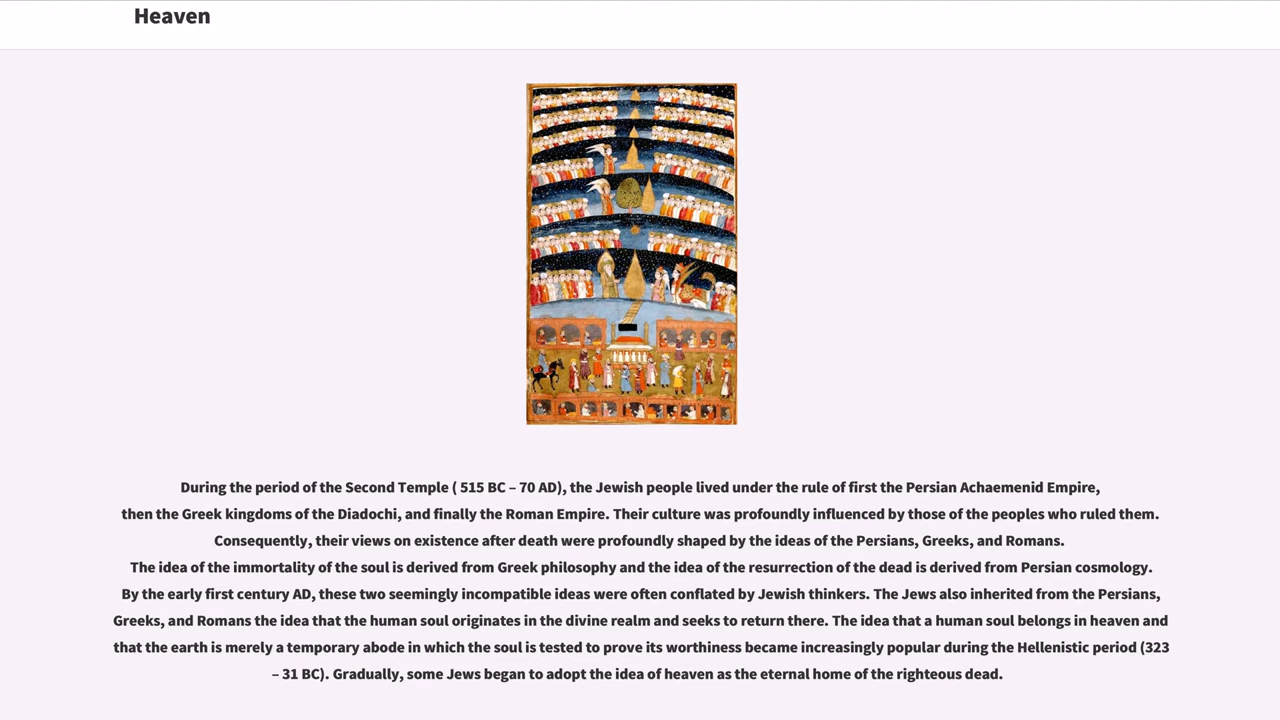 Heaven
During the period of the Second Temple ( 515 BC – 70 AD), the Jewish people lived under the rule of first the Persian Achaemenid Empire,
then the Greek kingdoms of the Diadochi, and finally the Roman Empire. Their culture was profoundly influenced by those of the peoples who ruled them.
Consequently, their views on existence after death were profoundly shaped by the ideas of the Persians, Greeks, and Romans.
The idea of the immortality of the soul is derived from Greek philosophy and the idea of the resurrection of the dead is derived from Persian cosmology.
By the early first century AD, these two seemingly incompatible ideas were often conflated by Jewish thinkers. The Jews also inherited from the Persians,
Greeks, and Romans the idea that the human soul originates in the divine realm and seeks to return there. The idea that a human soul belongs in heaven and
that the earth is merely a temporary abode in which the soul is tested to prove its worthiness became increasingly popular during the Hellenistic period (323
– 31 BC). Gradually, some Jews began to adopt the idea of heaven as the eternal home of the righteous dead.